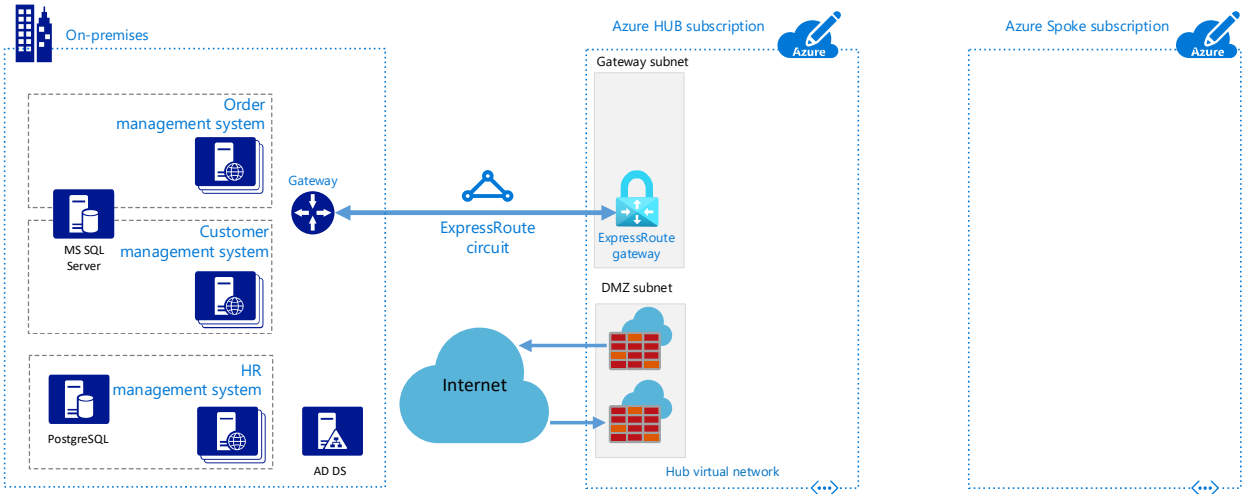 On-premises
Azure HUB subscription
Azure
Azure Spoke subscription
Azure
Gateway subnet
Order
management system
Gateway
MS SQL
Server
Customer
management system
ExpressRoute
circuit
ExpressRoute
gateway
DMZ subnet
HR
management system
PostgreSQL
AD DS
Internet
Hub virtual network